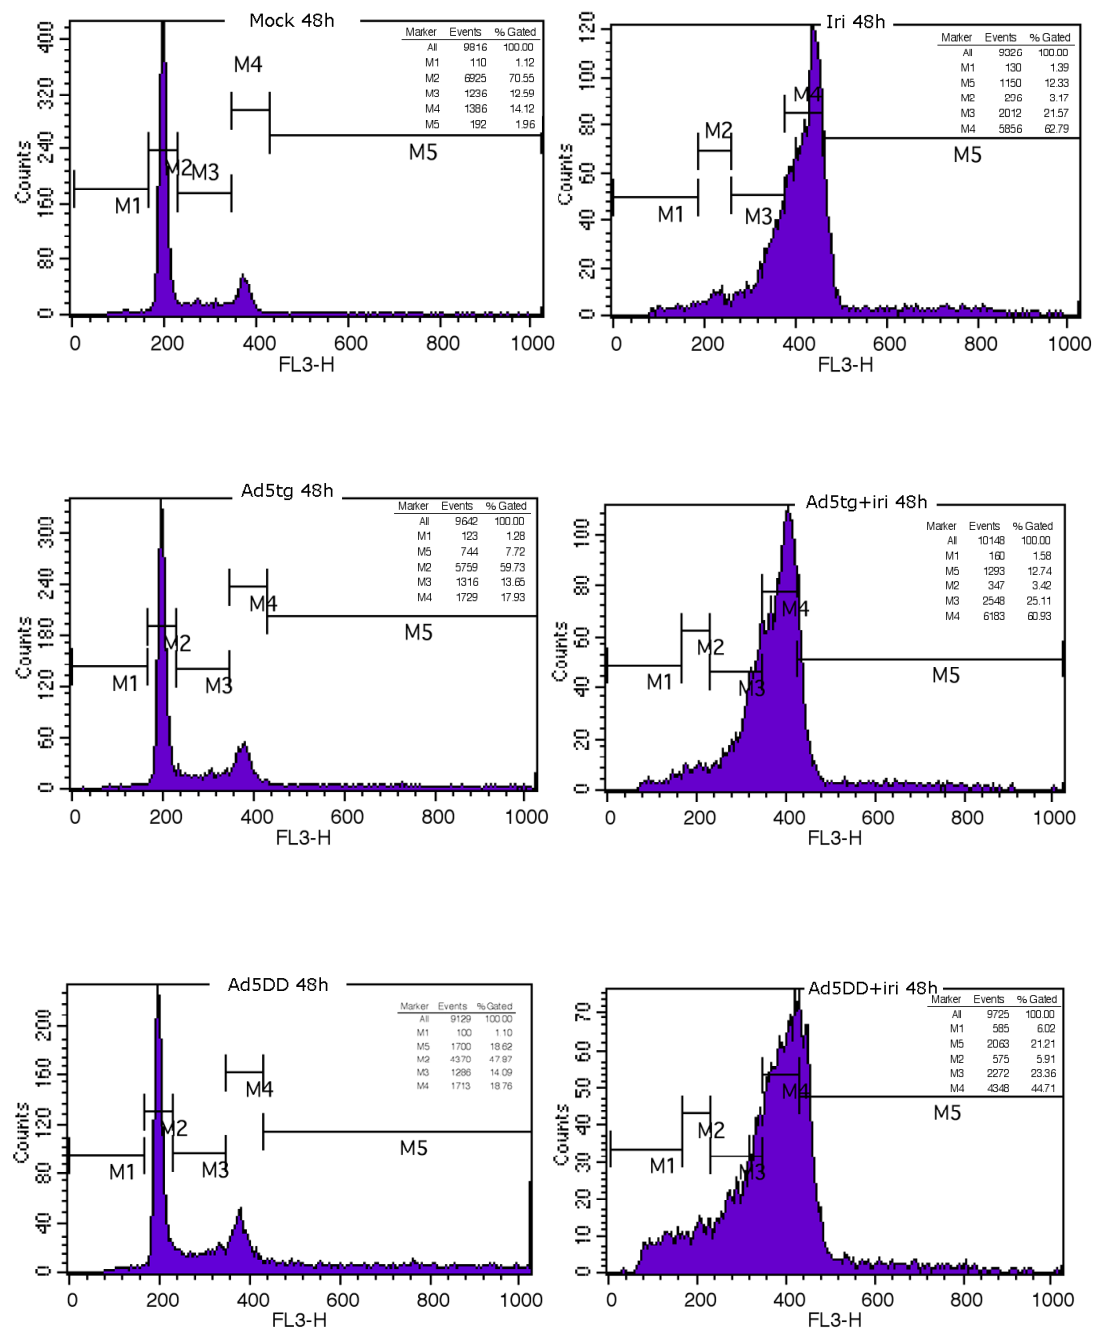 Mock 48h
Marker Events % Gated
All 9816 100.00
M1 110 1.12
M2 6925 70.55
M3 1236 12.59
M4 1386 14.12
M5 192 1.96
M4
M2
M3
M5
M1
Counts
400
320
240
160
80
0
0 200 400 600 800 1000
FL3-H
Iri 48h
Marker Events % Gated
All 9326 100.00
M1 130 1.39
M5 1150 12.33
M2 296 3.17
M3 2012 21.57
M4 5856 62.79
M4
M2
M5
M1
M3
Counts
120
100
80
60
40
20
0
0 200 400 600 800 1000
FL3-H
Ad5tg 48h
Marker Events % Gated
All 9642 100.00
M1 123 1.28
M5 744 7.72
M2 5759 59.73
M3 1316 13.65
M4 1729 17.93
M4
M5
M2
M1
M3
Counts
300
240
180
120
60
0
0 200 400 600 800 1000
FL3-H
Ad5tg+iri 48h
Marker Events % Gated
All 10148 100.00
M1 160 1.58
M5 1293 12.74
M2 347 3.42
M3 2548 25.11
M4 6183 60.93
M4
M2
M5
M1
M3
Counts
100
80
60
40
20
0
0 200 400 600 800 1000
FL3-H
Ad5DD 48h
Marker Events % Gated
All 9129 100.00
M1 100 1.10
M5 1700 18.62
M2 4370 47.87
M3 1286 14.09
M4 1713 18.76
M4
M2
M5
M1
M3
Counts
200
160
120
80
40
0
0 200 400 600 800 1000
FL3-H
Ad5DD+iri 48h
Marker Events % Gated
All 9725 100.00
M1 585 6.02
M5 2063 21.21
M2 575 5.91
M3 2272 23.36
M4 4348 44.71
M4
M5
M2
M1
M3
Counts
70
60
50
40
30
20
10
0
0 200 400 600 800 1000
FL3-H